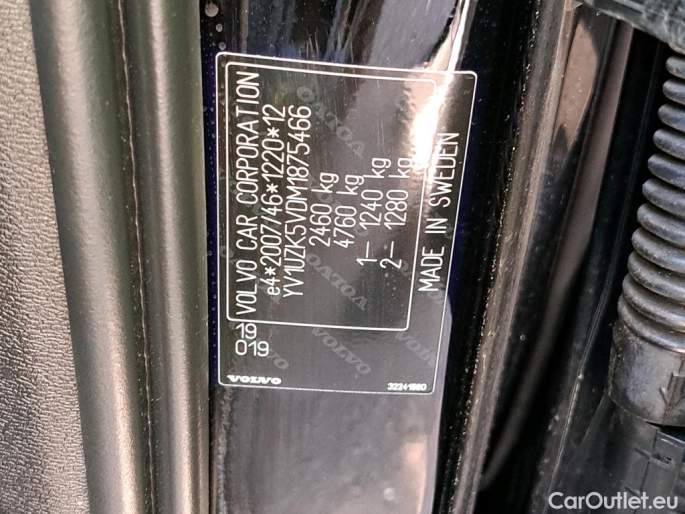 VOLVO CAR CORPORATION
e4*2007/46*1220*12
YV1UZK5VDM1875466
2460 kg
4760 kg
1- 1240 kg
2- 1280 kg
MADE IN SWEDEN
19
019
VOLVO
CarOutlet.eu